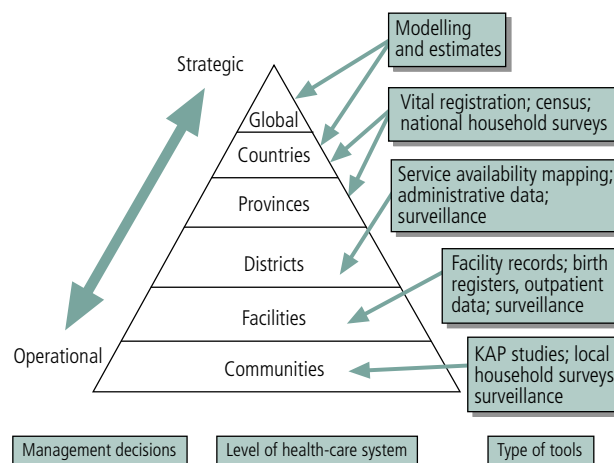 Modelling
and estimates
Strategic
Vital registration; census;
national household surveys
Global
Countries
Service availability mapping;
administrative data;
surveillance
Provinces
Districts
Facility records; birth
registers, outpatient
data; surveillance
Facilities
Operational
Communities
KAP studies; local
household surveys
surveillance
Management decisions
Level of health-care system
Type of tools